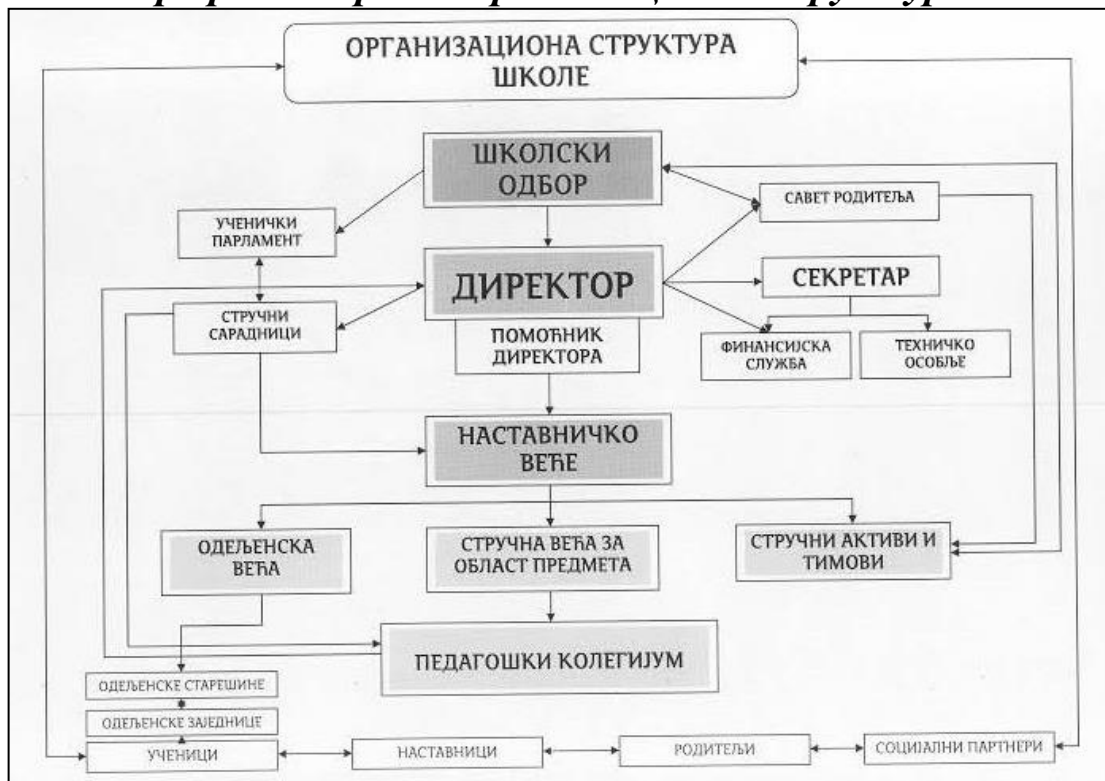 ОРГАНИЗАЦИОНА СТРУКТУРА
ШКОЛЕ
ШКОЛСКИ
ОДБОР
САВЕТ РОДИТЕЉА
УЧЕНИЧКИ
ПАРЛАМЕНТ
ДИРЕКТОР
СЕКРЕТАР
СТРУЧНИ
САРАДНИЦИ
ПОМОЋНИК
ДИРЕКТОРА
ФИНАНСИЈСКА
СЛУЖБА
ТЕХНИЧКО
ОСОБЉЕ
НАСТАВНИЧКО
ВЕЋЕ
ОДЕЉЕНСКА
ВЕЋА
СТРУЧНА ВЕЋА ЗА
ОБЛАСТ ПРЕДМЕТА
СТРУЧНИ АКТИВИ И
ТИМОВИ
ПЕДАГОШКИ КОЛЕГИЈУМ
ОДЕЉЕНСКЕ СТАРЕШИНЕ
ОДЕЉЕНСКЕ ЗАЈЕДНИЦЕ
УЧЕНИЦИ
НАСТАВНИЦИ
РОДИТЕЉИ
СОЦИЈАЛНИ ПАРТНЕРИ